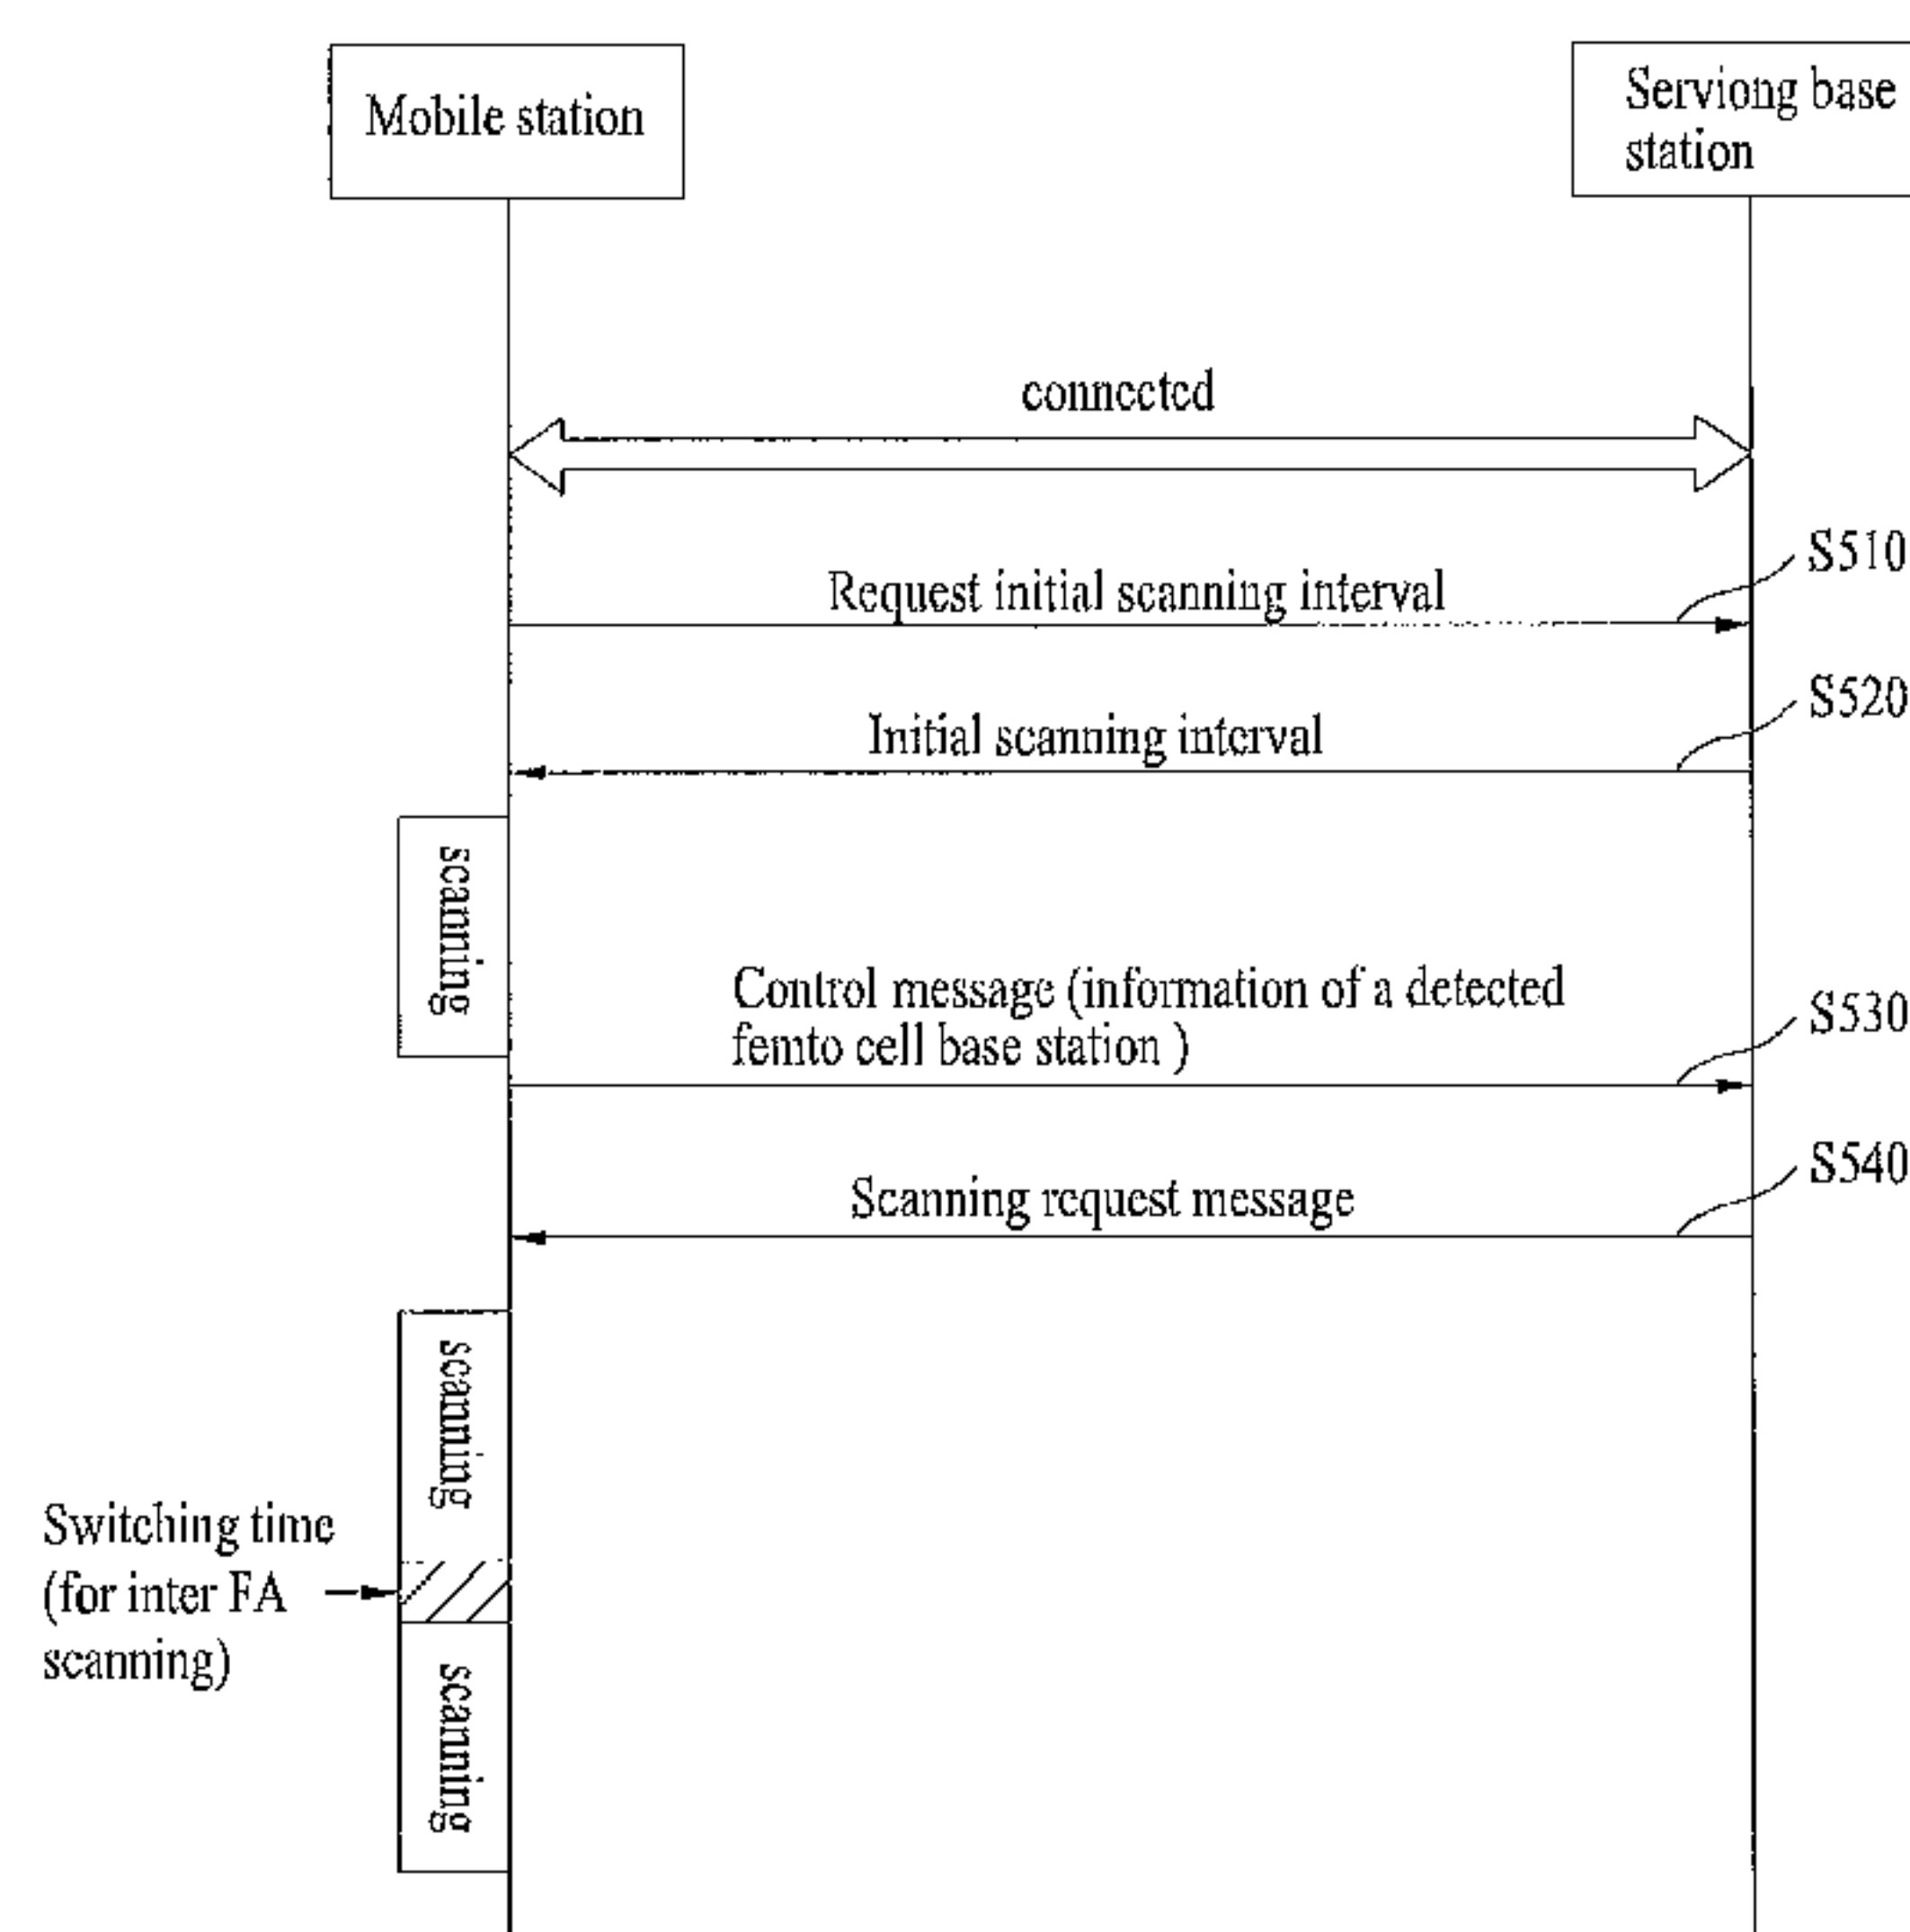 Mobile station
Serviong base
station
connected
S510
Request initial scanning interval
S520
Initial scanning interval
scanning
Control message (information of a detected
femto cell base station )
S530
S540
Scanning request message
scanning
Switching time
(for inter FA
scanning)
scanning